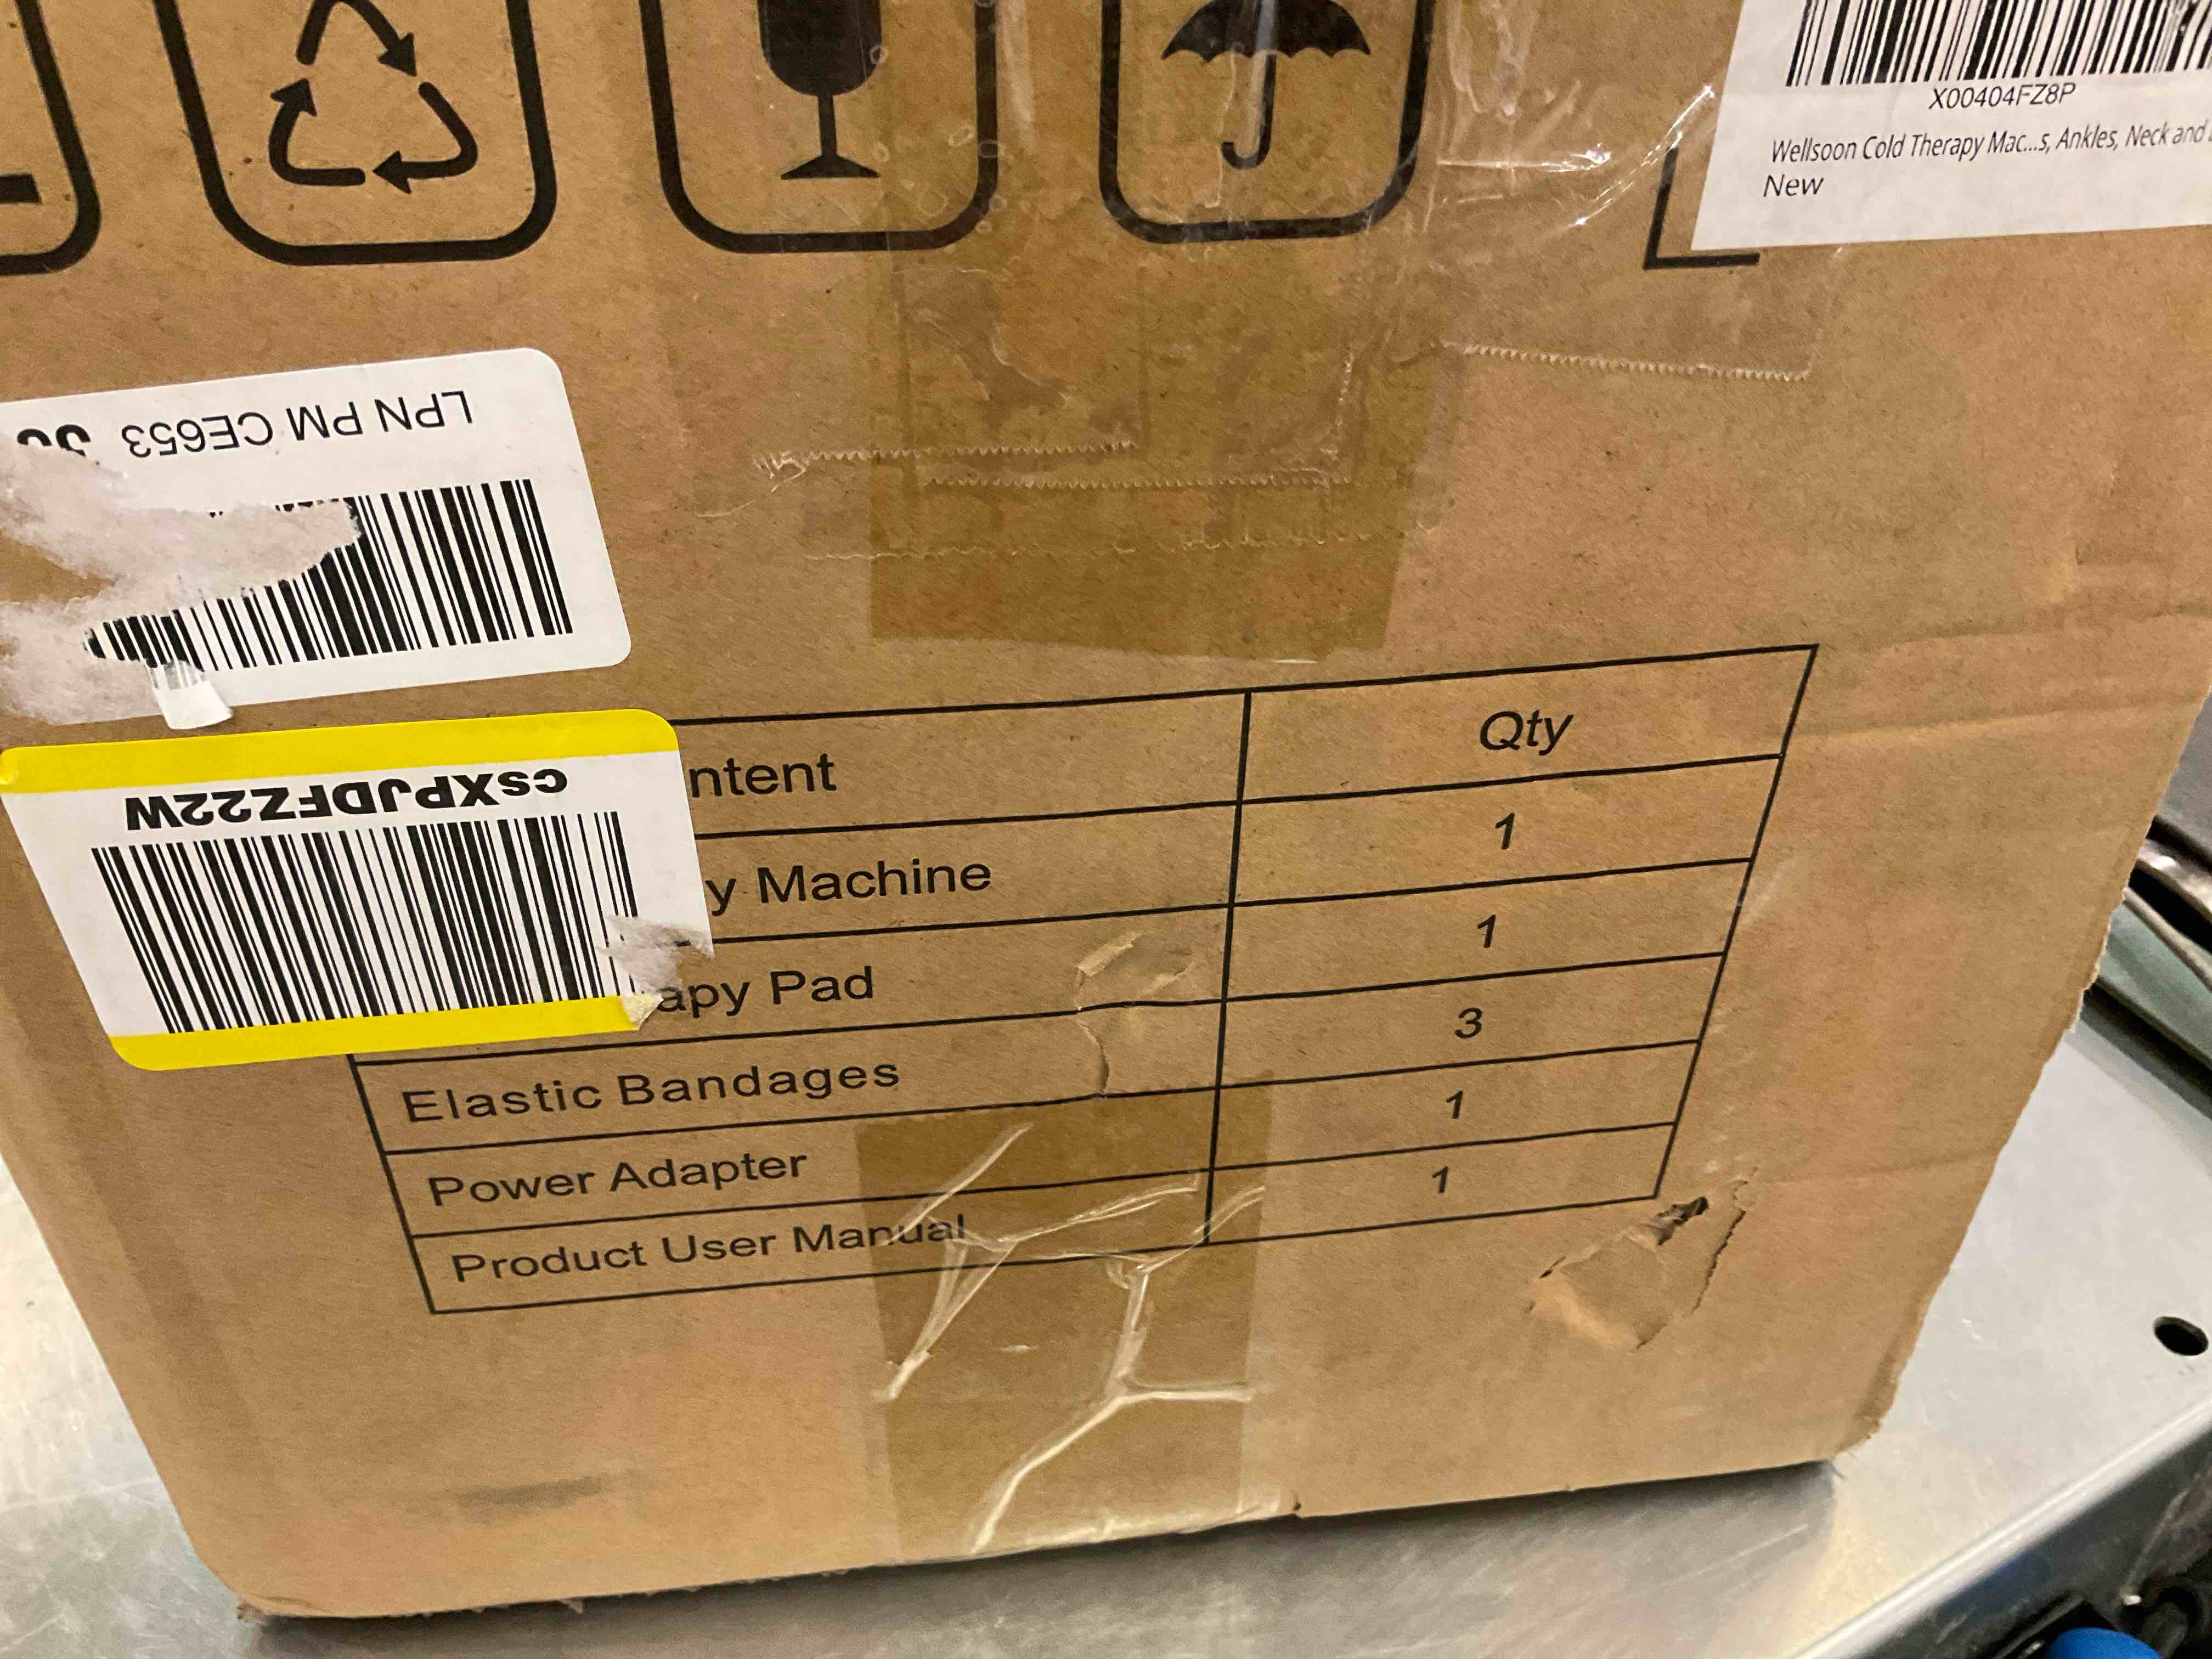 X00404FZ8P
Wellsoon Cold Therapy Mac...s, Ankles, Neck and
New
LPN PM CE653
csXPJDFZ22W
ntent Qty
y Machine 1
apy Pad 1
Elastic Bandages 3
Power Adapter 1
Product User Manual 1